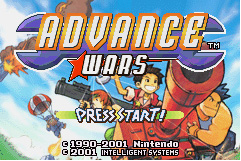 ADVANCE
WARS
TM
PRESS START!
© 1990-2001 Nintendo
© 2001 INTELLIGENT SYSTEMS